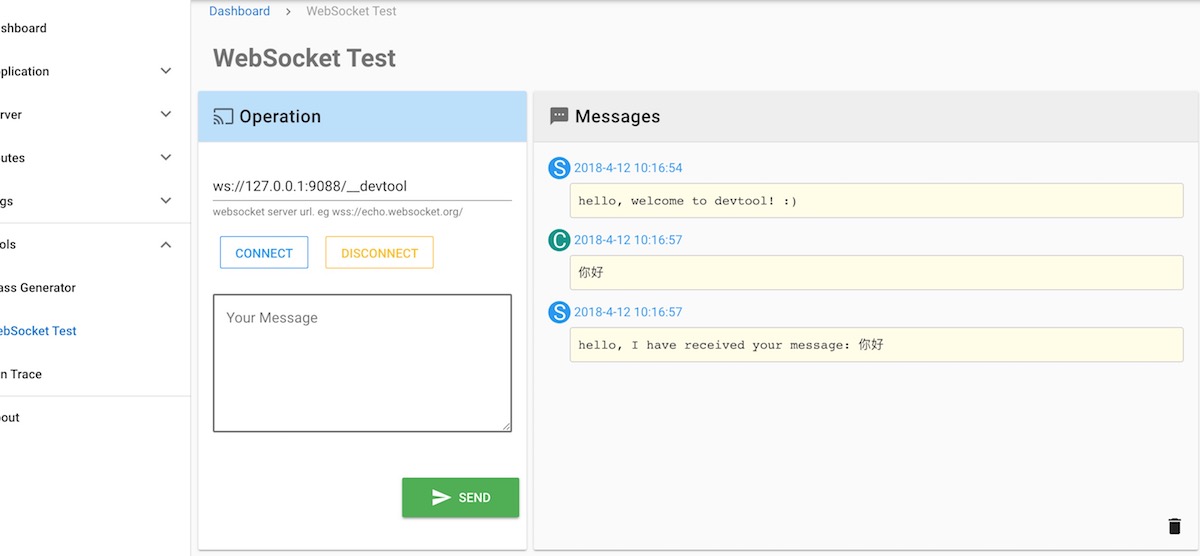 Dashboard > WebSocket Test
shboard
plication
rver
utes
gs
ols
ass Generator
ebSocket Test
n Trace
out
WebSocket Test
Operation
ws://127.0.0.1:9088/__devtool
websocket server url. eg wss://echo.websocket.org/
CONNECT DISCONNECT
Your Message
SEND
Messages
S 2018-4-12 10:16:54
hello, welcome to devtool! :)
C 2018-4-12 10:16:57
你好
S 2018-4-12 10:16:57
hello, I have received your message: 你好